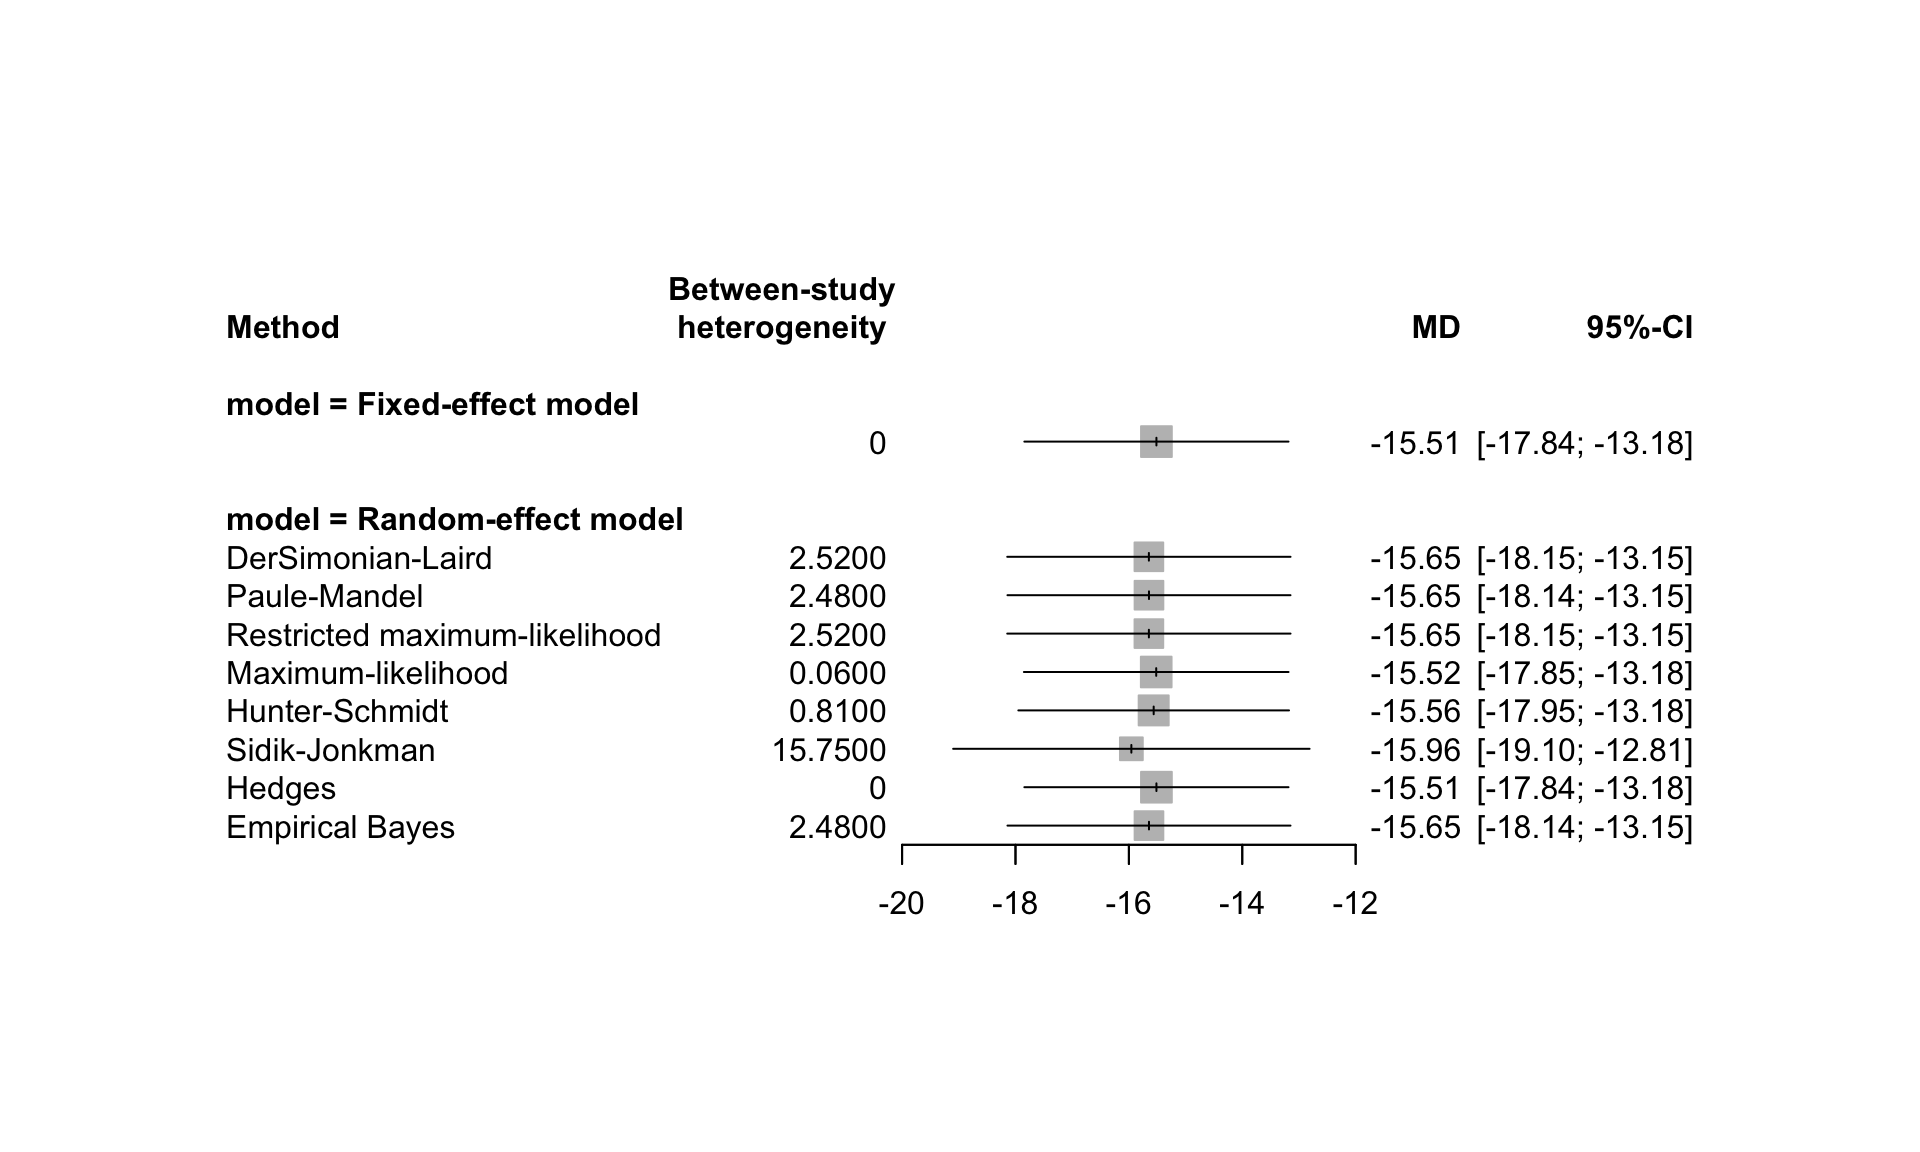 Between-study
Method heterogeneity MD 95%-CI
model = Fixed-effect model
0 -15.51 [-17.84; -13.18]
model = Random-effect model
DerSimonian-Laird 2.5200 -15.65 [-18.15; -13.15]
Paule-Mandel 2.4800 -15.65 [-18.14; -13.15]
Restricted maximum-likelihood 2.5200 -15.65 [-18.15; -13.15]
Maximum-likelihood 0.0600 -15.52 [-17.85; -13.18]
Hunter-Schmidt 0.8100 -15.56 [-17.95; -13.18]
Sidik-Jonkman 15.7500 -15.96 [-19.10; -12.81]
Hedges 0 -15.51 [-17.84; -13.18]
Empirical Bayes 2.4800 -15.65 [-18.14; -13.15]
-20 -18 -16 -14 -12